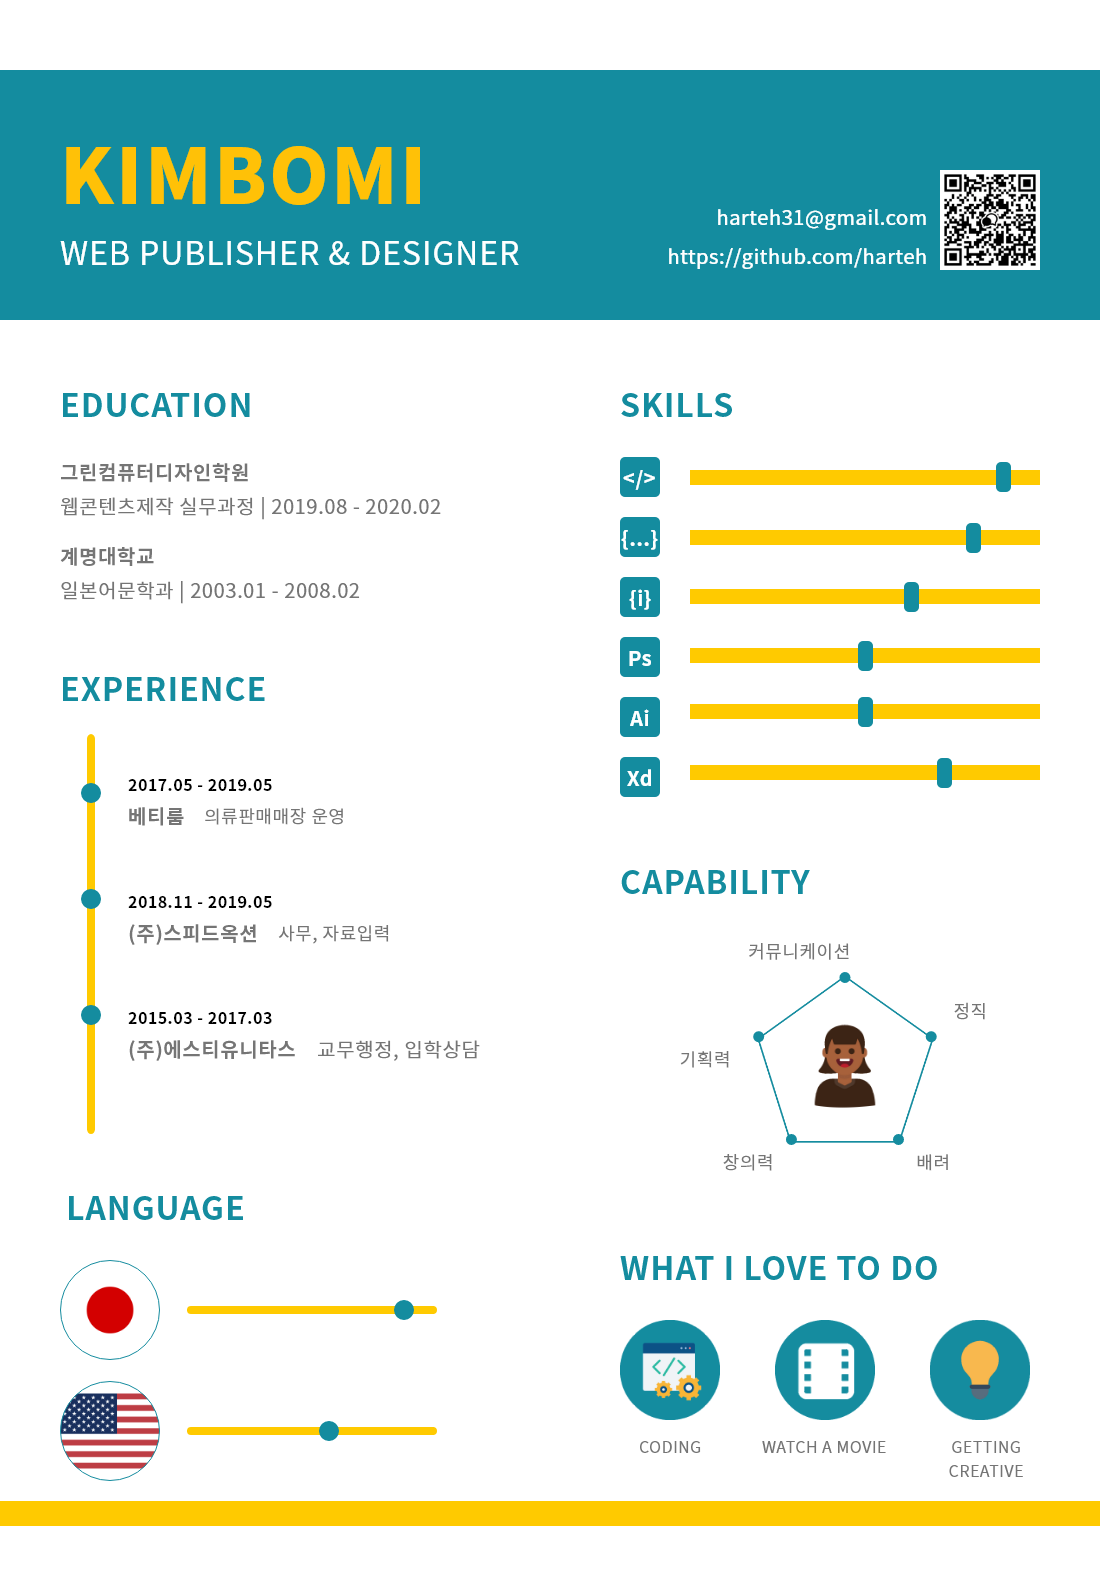 KIMBOMI
WEB PUBLISHER & DESIGNER
harteh31@gmail.com
https://github.com/harteh
EDUCATION
그린컴퓨터디자인학원
웹콘텐츠제작 실무과정 | 2019.08 - 2020.02
계명대학교
일본어문학과 | 2003.01 - 2008.02
EXPERIENCE
2017.05 - 2019.05
베티룸 의류판매매장 운영
2018.11 - 2019.05
(주)스피드옥션 사무, 자료입력
2015.03 - 2017.03
(주)에스티유니타스 교무행정, 입학상담
LANGUAGE
SKILLS
</>
{...}
{i}
Ps
Ai
Xd
CAPABILITY
커뮤니케이션
정직
기획력
창의력
배려
WHAT I LOVE TO DO
</>
CODING
WATCH A MOVIE
GETTING
CREATIVE